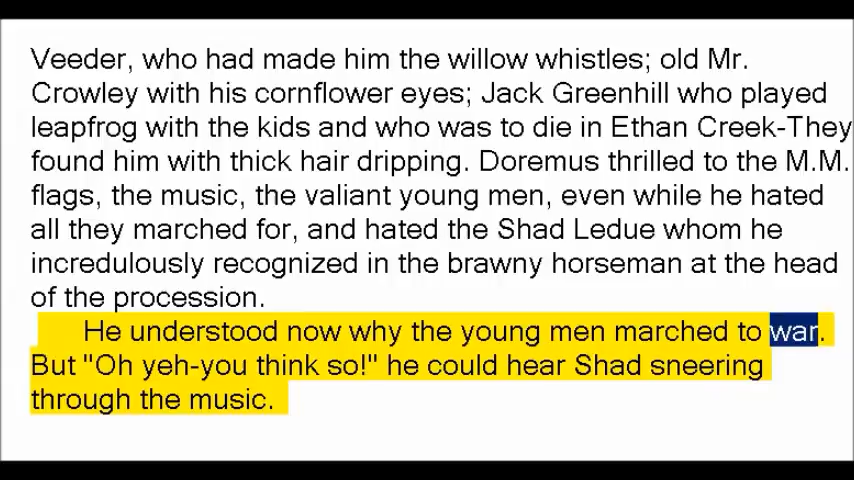 Veeder, who had made him the willow whistles; old Mr.
Crowley with his cornflower eyes; Jack Greenhill who played
leapfrog with the kids and who was to die in Ethan Creek-They
found him with thick hair dripping. Doremus thrilled to the M.M.
flags, the music, the valiant young men, even while he hated
all they marched for, and hated the Shad Ledue whom he
incredulously recognized in the brawny horseman at the head
of the procession.
He understood now why the young men marched to war.
But "Oh yeh-you think so!" he could hear Shad sneering
through the music.